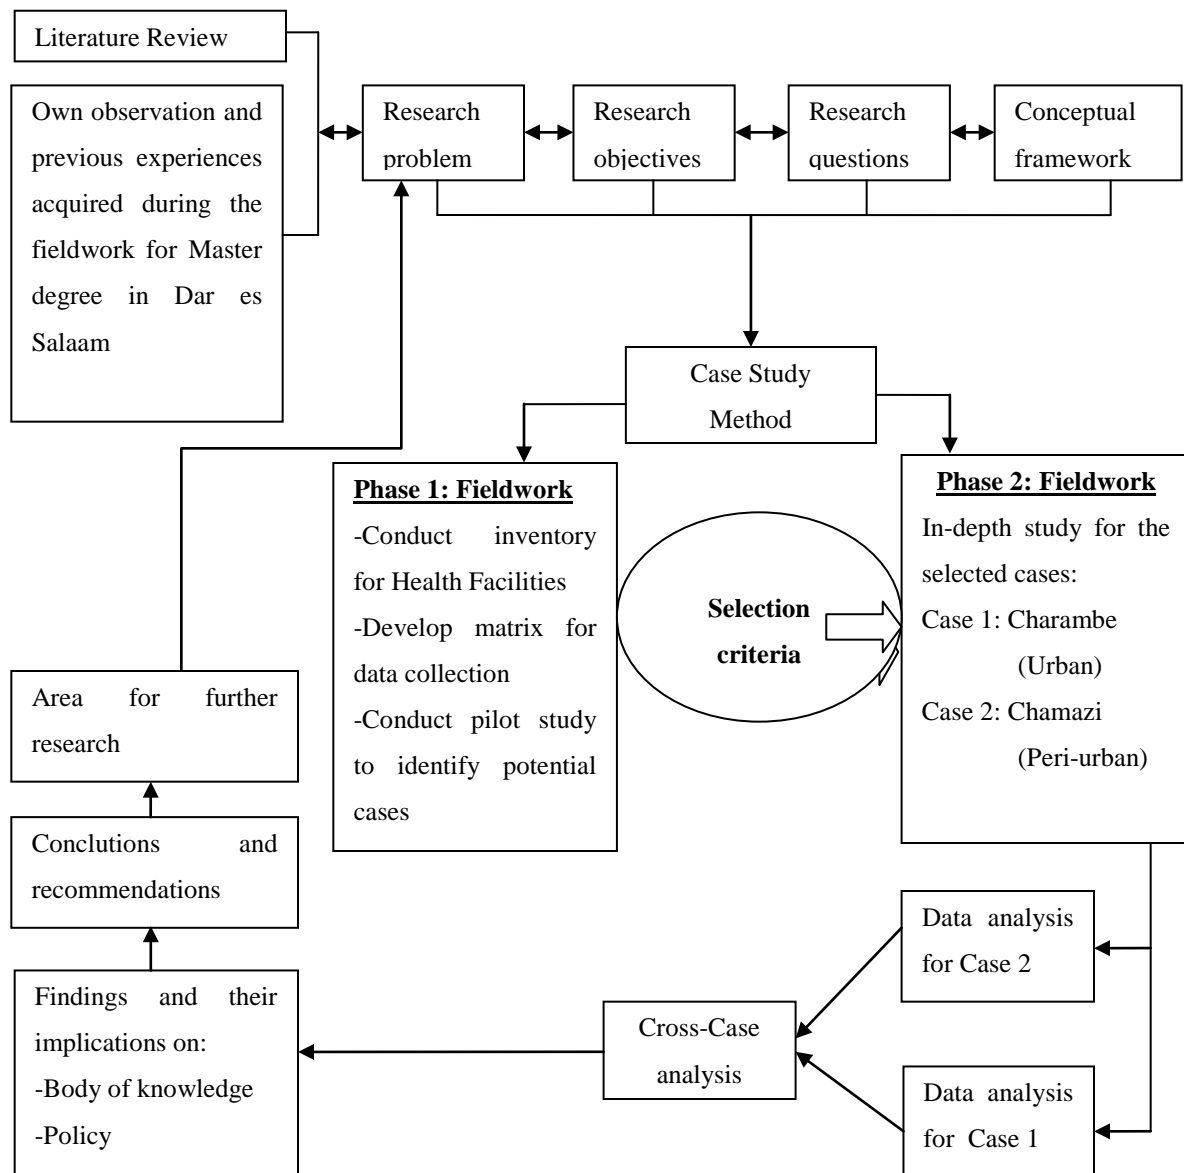 Literature Review
Own observation and
previous experiences
acquired during the
fieldwork for Master
degree in Dar es
Salaam
Research
problem
Research
objectives
Research
questions
Conceptual
framework
Case Study
Method
Phase 1: Fieldwork
-Conduct inventory
for Health Facilities
-Develop matrix for
data collection
-Conduct pilot study
to identify potential
cases
Selection
criteria
Phase 2: Fieldwork
In-depth study for the
selected cases:
Case 1: Charambe
(Urban)
Case 2: Chamazi
(Peri-urban)
Data analysis
for Case 2
Data analysis
for Case 1
Cross-Case
analysis
Findings and their
implications on:
-Body of knowledge
-Policy
Conclutions and
recommendations
Area for further
research